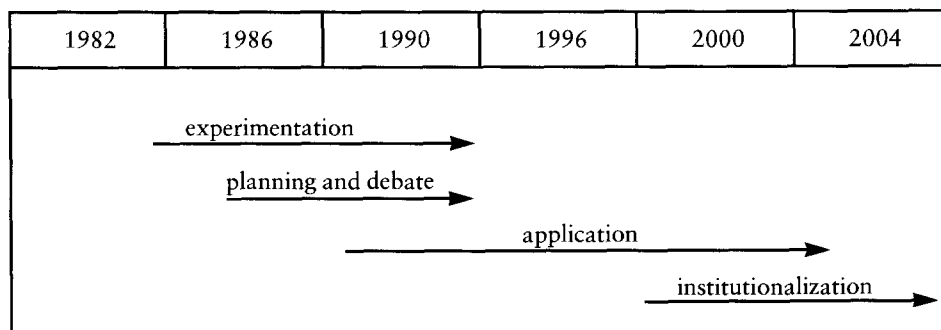 1982 1986 1990 1996 2000 2004
experimentation
planning and debate
application
institutionalization